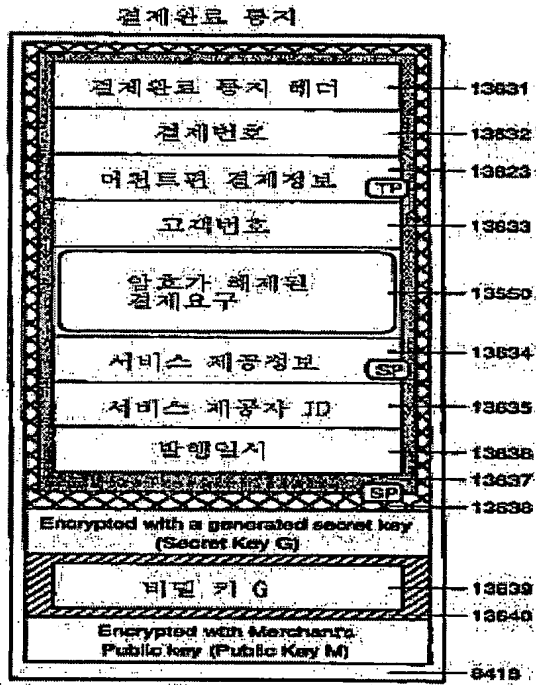 결제완료 통지
결제완료 통지 헤더
13631
결제번호
13632
머천트편 결제정보
13623
TP
고객번호
13633
암호가 해제된
결제요구
13550
서비스 제공정보
13634
SP
서비스 제공자 ID
13635
발행일시
13636
13637
SP
13638
Encrypted with a generated secret key
(Secret Key G)
비밀 키 G
13639
13640
Encrypted with Merchant's
Public key (Public Key M)
9419